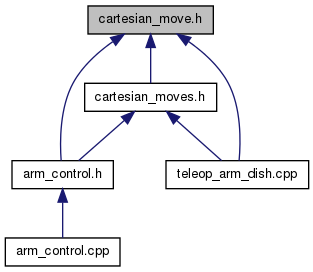 cartesian_move.h
cartesian_moves.h
arm_control.h
teleop_arm_dish.cpp
arm_control.cpp